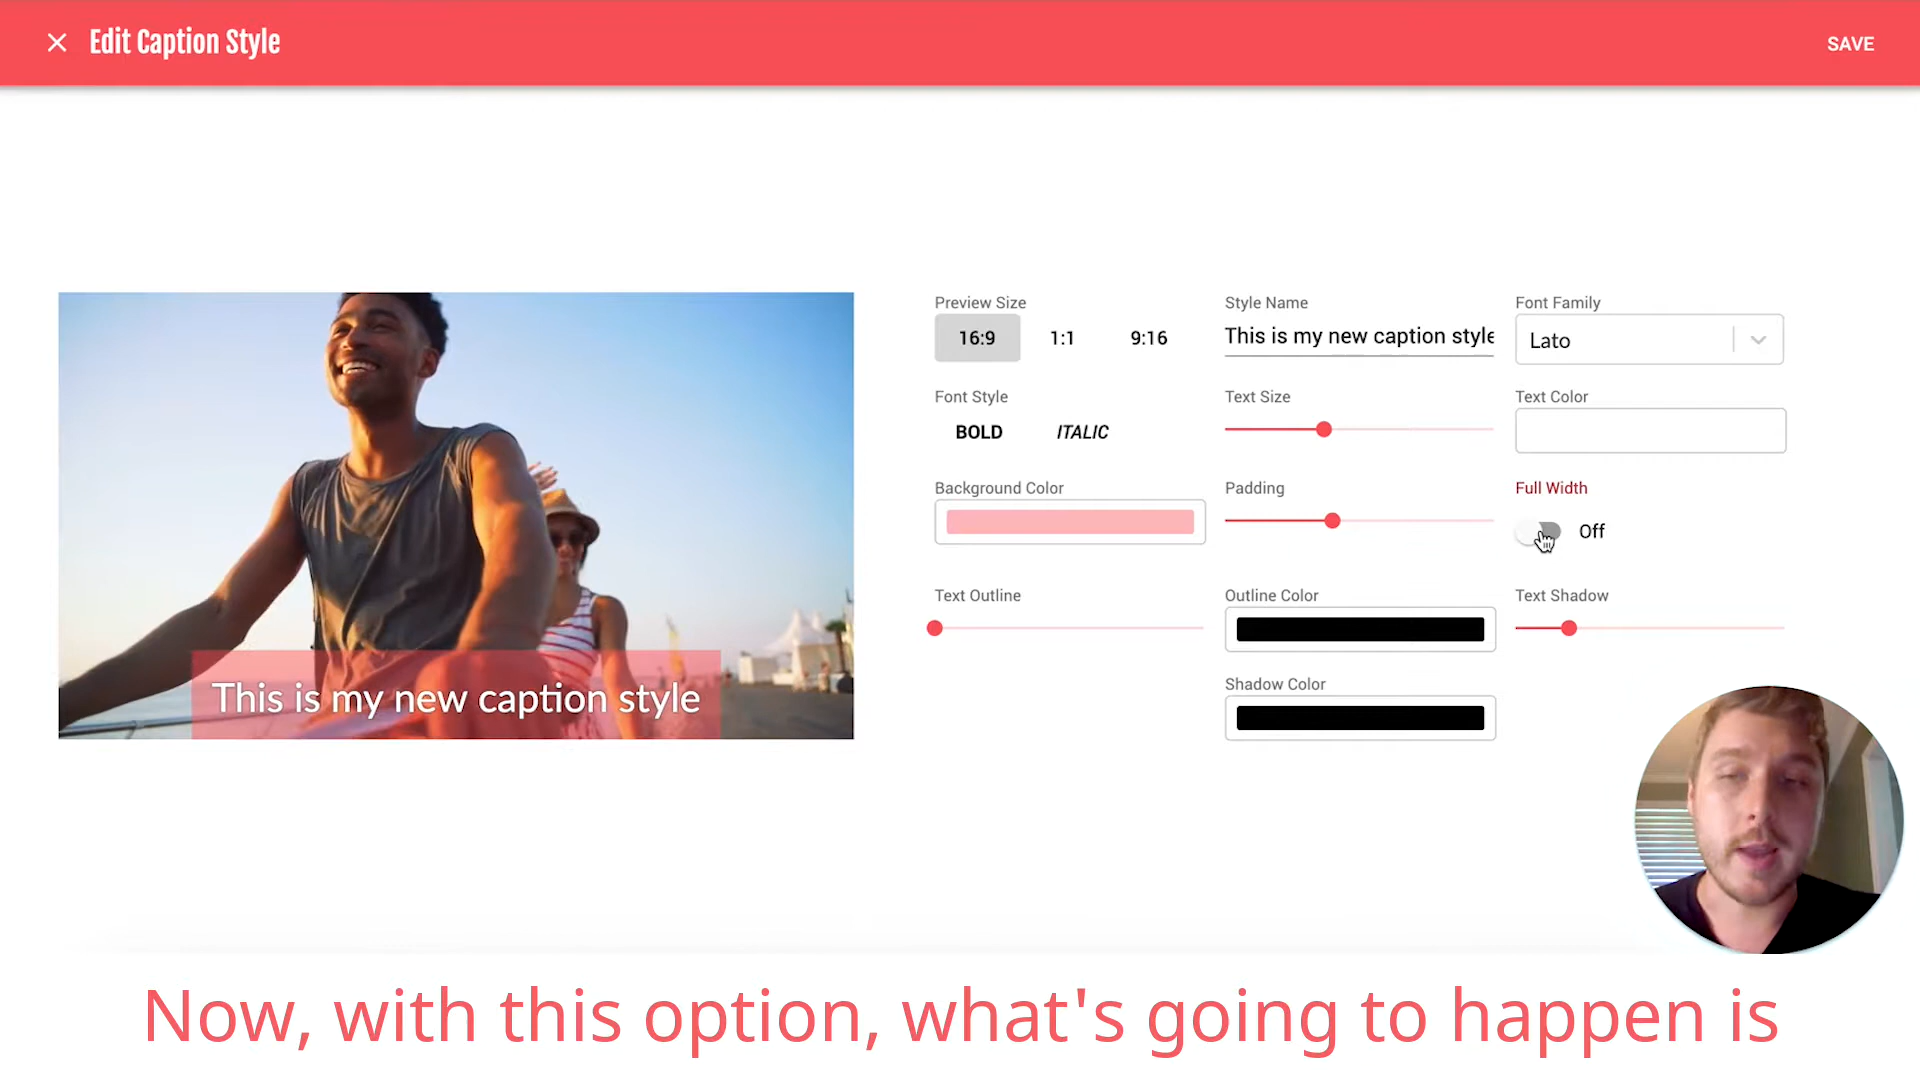 Edit Caption Style
SAVE
Preview Size
16:9 1:1 9:16
Style Name
This is my new caption style
Font Family
Lato
Font Style
BOLD ITALIC
Text Size
Text Color
Background Color
Padding
Full Width
Off
Text Outline
Outline Color
Text Shadow
Shadow Color
This is my new caption style
Now, with this option, what's going to happen is